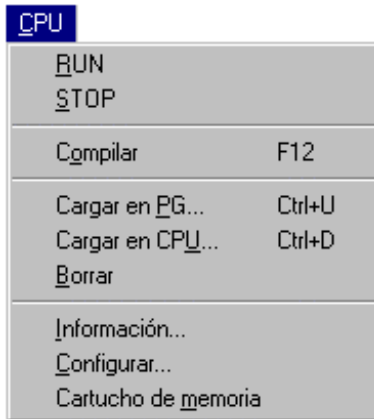 CPU
RUN
STOP
Compilar F12
Cargar en PG... Ctrl+U
Cargar en CPU... Ctrl+D
Borrar
Información...
Configurar...
Cartucho de memoria